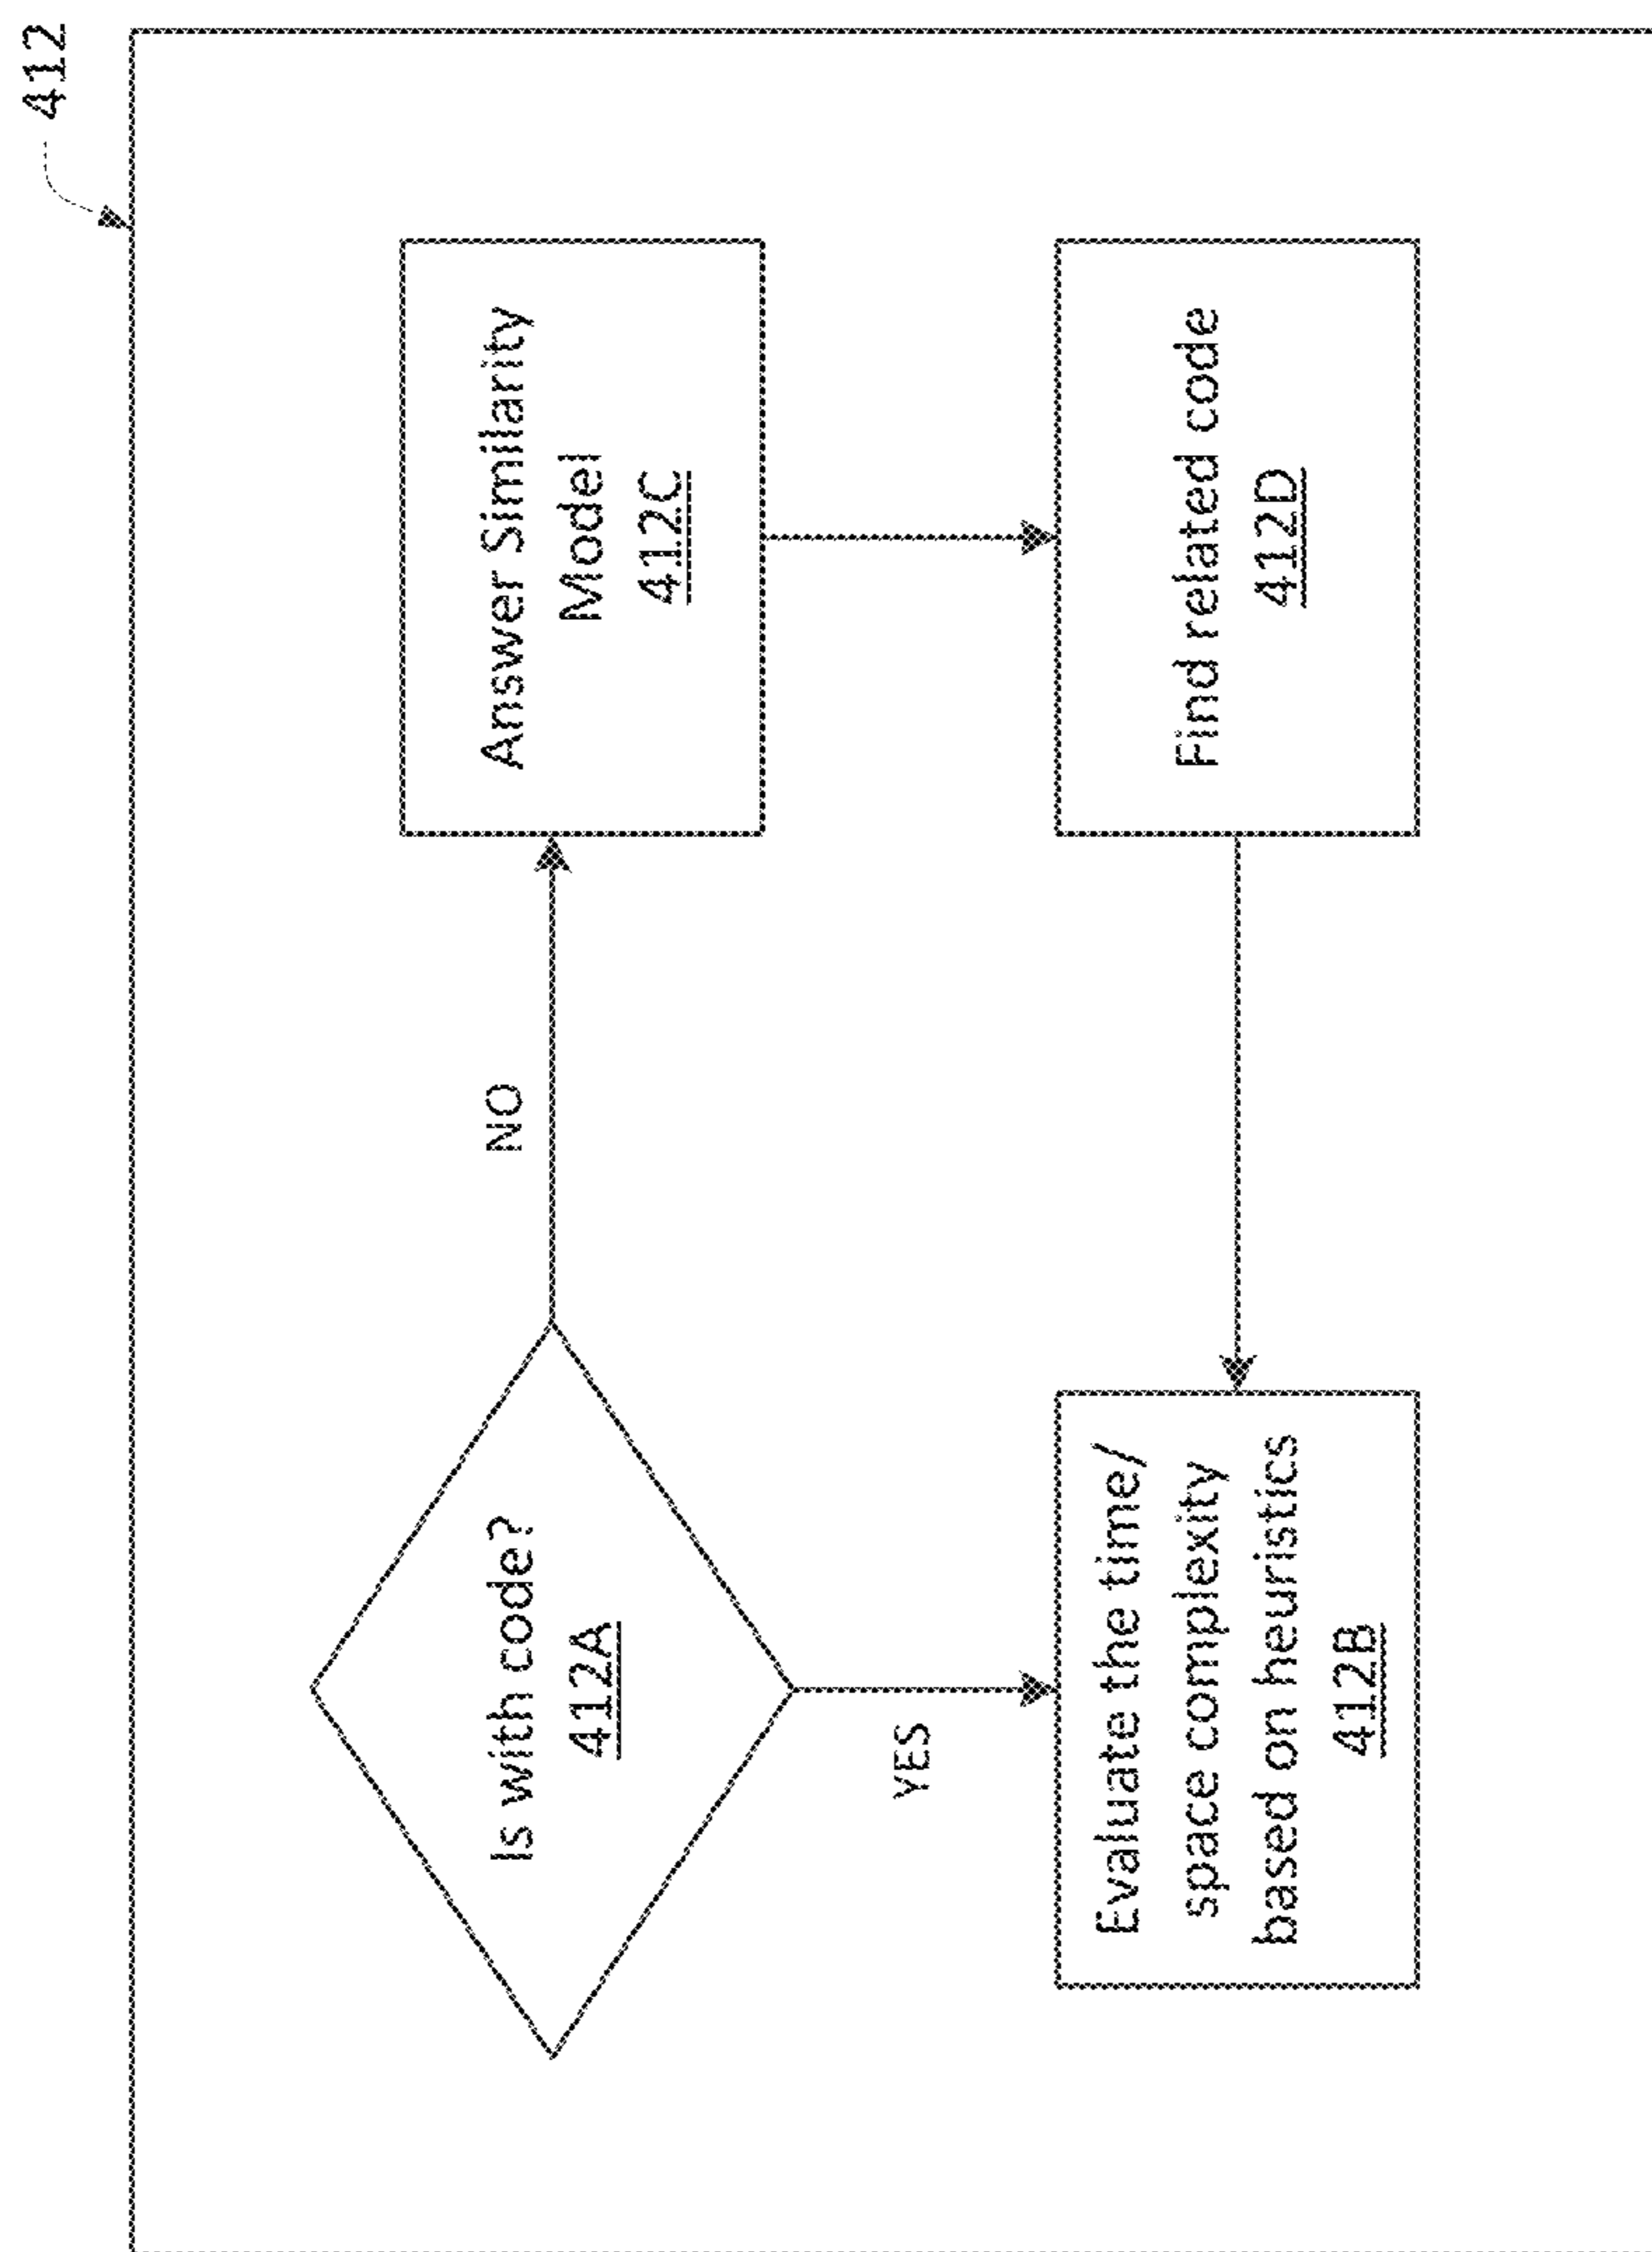 412
Is with code?
412A
NO
Answer Similarity
Model
412C
YES
Evaluate the time/
space complexity
based on heuristics
412B
Find related code
412D